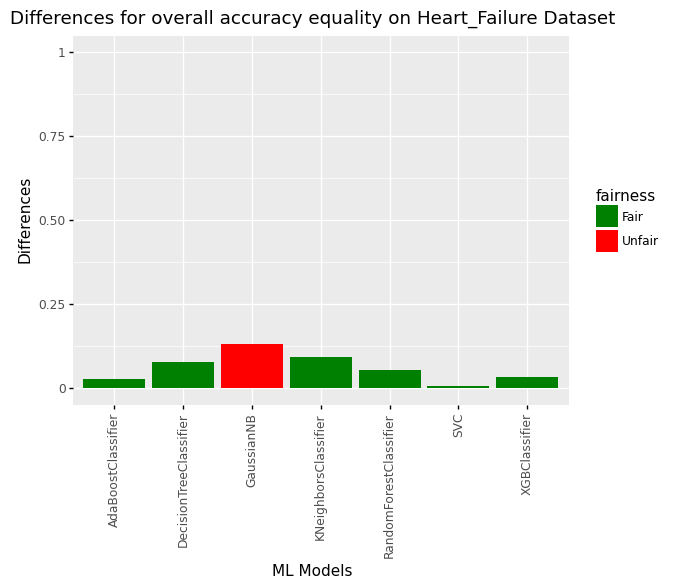 Differences for overall accuracy equality on Heart_Failure Dataset
1
0.75
0.50
0.25
0
Differences
AdaBoostClassifier
DecisionTreeClassifier
GaussianNB
KNeighborsClassifier
RandomForestClassifier
SVC
XGBClassifier
ML Models
fairness
Fair
Unfair